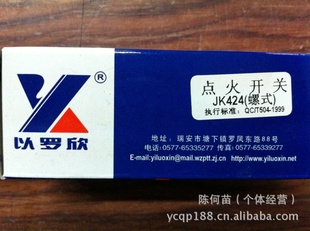 ®
以罗欣
点火开关
JK424(螺式)
执行标准: QC/T504-1999
地址: 瑞安市塘下镇罗凤东路88号
电话: 0577-65335277 传真: 0577-65339277
E-mail:yiluoxin@mail.wzptt.zj.cn http://www.yiluoxin.net
陈何苗（个体经营）
ycqp188.cn.1688.com